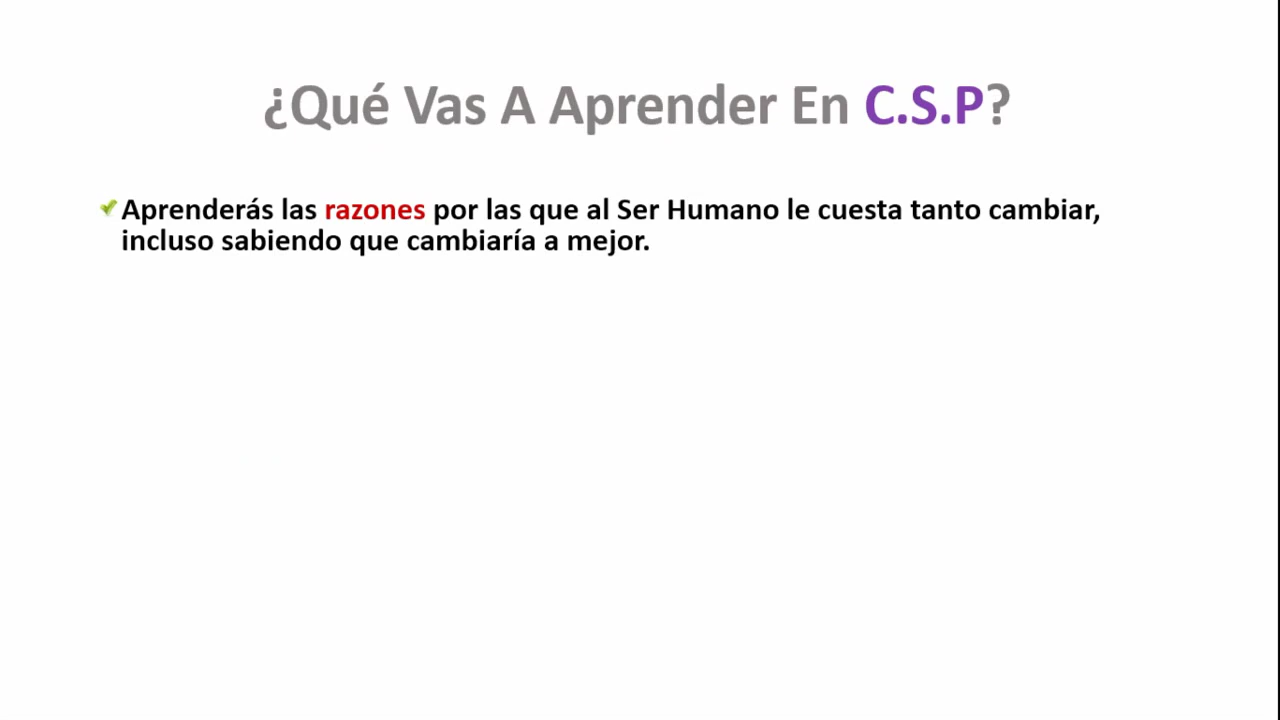 ¿Qué Vas A Aprender En C.S.P?
Aprenderás las razones por las que al Ser Humano le cuesta tanto cambiar,
incluso sabiendo que cambiaría a mejor.